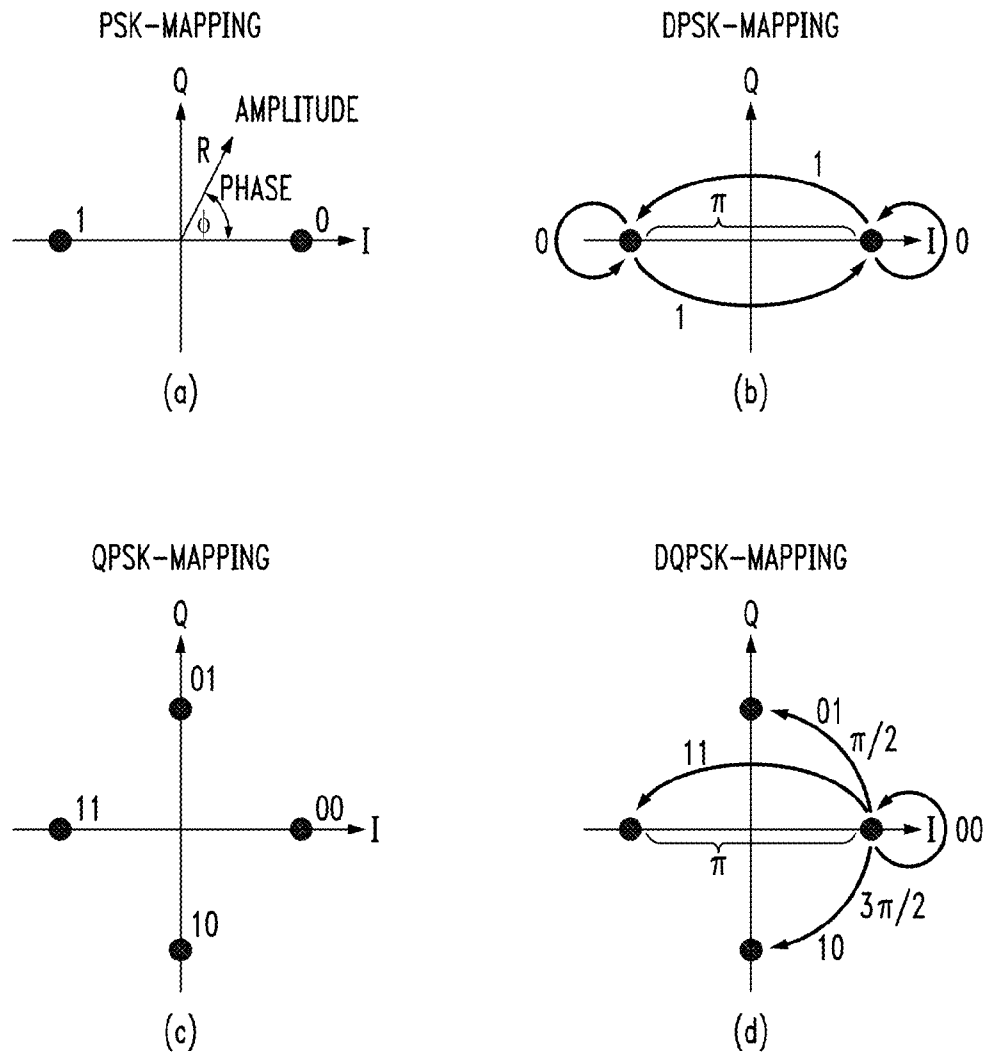 PSK-MAPPING
Q
AMPLITUDE
R
PHASE
ϕ
1
0
I
(a)
DPSK-MAPPING
Q
1
π
0
I
0
1
(b)
QPSK-MAPPING
Q
01
11
00
I
10
(c)
DQPSK-MAPPING
Q
01
π/2
11
I
00
π
3π/2
10
(d)